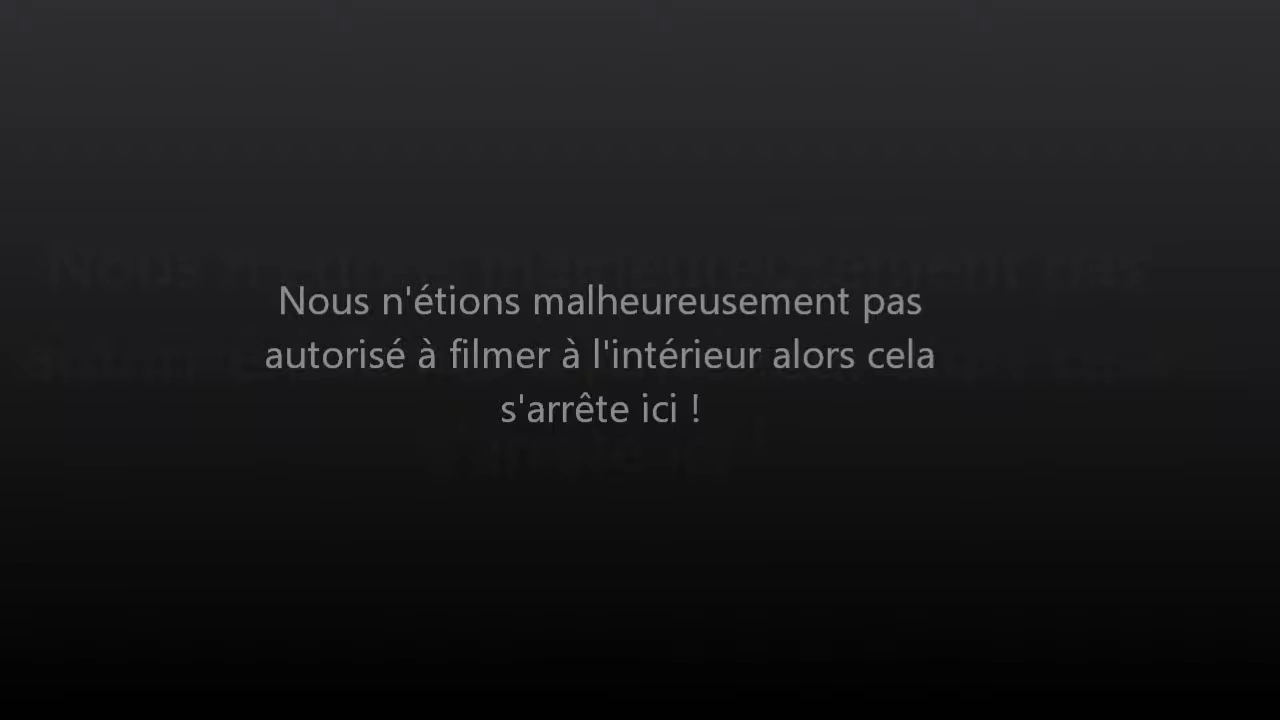 Nous n'étions malheureusement pas
autorisé à filmer à l'intérieur alors cela
s'arrête ici !